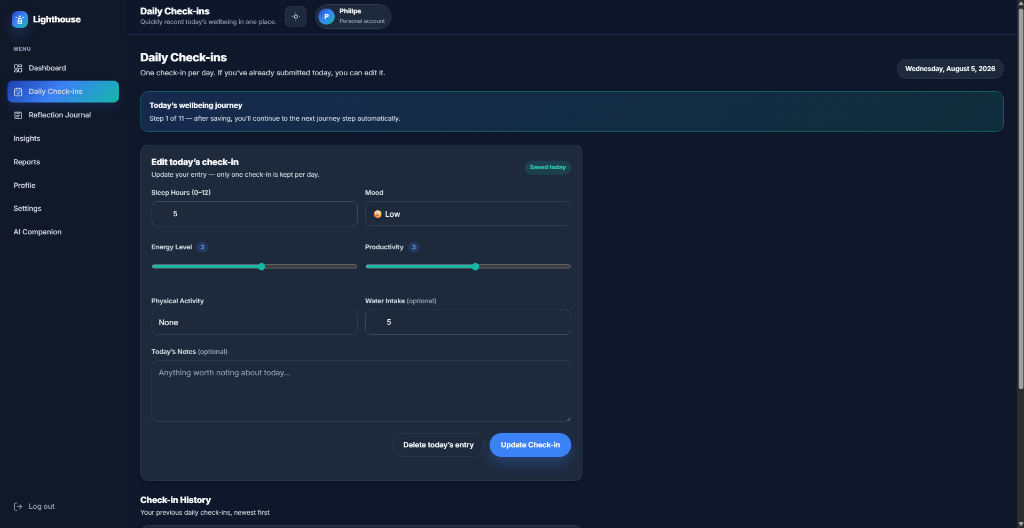 Lighthouse
MENU
Dashboard
Daily Check-ins
Reflection Journal
Insights
Reports
Profile
Settings
AI Companion
Log out
Daily Check-ins
Quickly record today's wellbeing in one place.
P
Philips
Personal account
Daily Check-ins
One check-in per day. If you've already submitted today, you can edit it.
Wednesday, August 5, 2026
Today's wellbeing journey
Step 1 of 11 — after saving, you'll continue to the next journey step automatically.
Edit today's check-in
Update your entry — only one check-in is kept per day.
Saved today
Sleep Hours (0–12)
5
Mood
Low
Energy Level 3
Productivity 3
Physical Activity
None
Water Intake (optional)
5
Today's Notes (optional)
Anything worth noting about today...
Delete today's entry
Update Check-in
Check-in History
Your previous daily check-ins, newest first